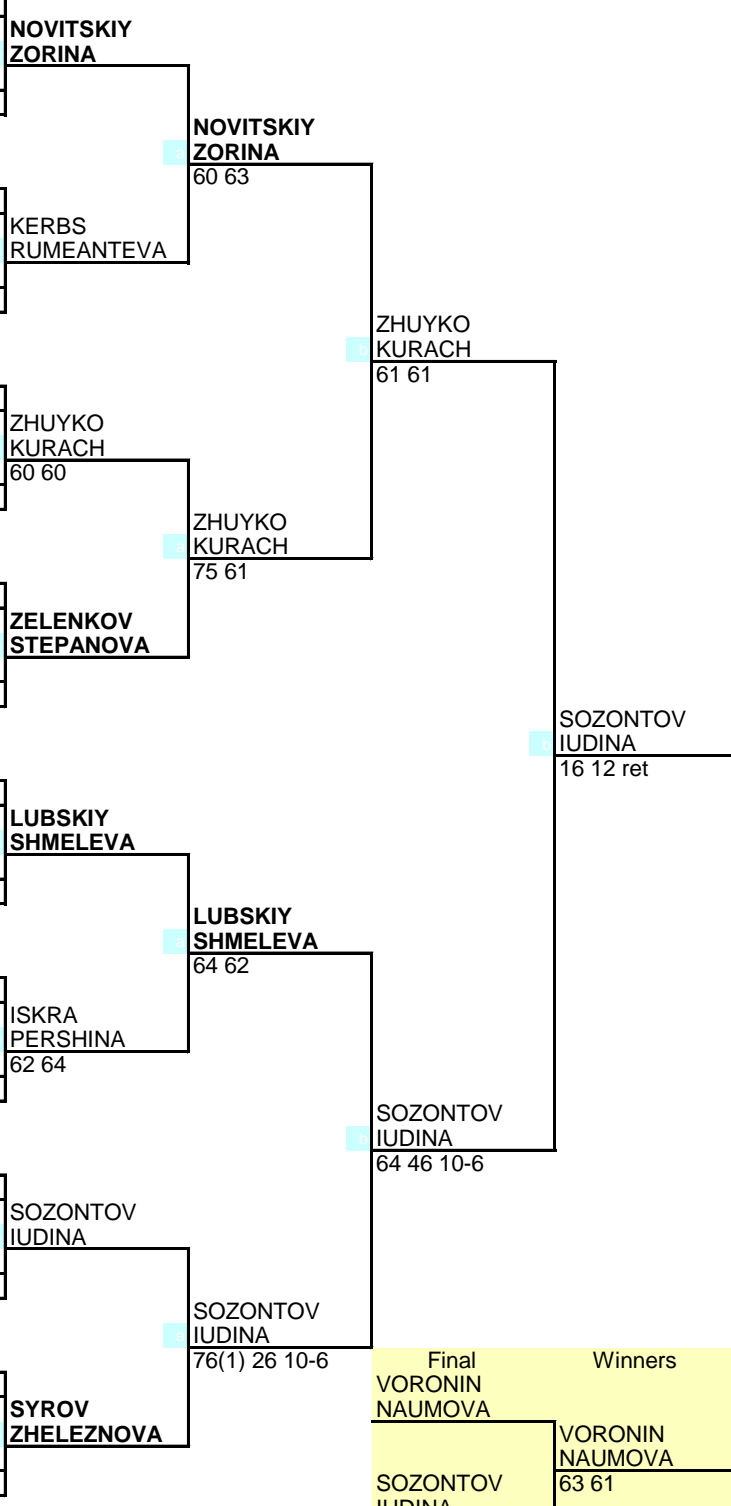 NOVITSKIY
ZORINA
KERBS
RUMEANTEVA
ZHUYKO
KURACH
60 60
ZELENKOV
STEPANOVA
LUBSKIY
SHMELEVA
ISKRA
PERSHINA
62 64
SOZONTOV
IUDINA
SYROV
ZHELEZNOVA
NOVITSKIY
a ZORINA
60 63
ZHUYKO
a KURACH
75 61
LUBSKIY
a SHMELEVA
64 62
SOZONTOV
a IUDINA
76(1) 26 10-6
ZHUYKO
b KURACH
61 61
SOZONTOV
b IUDINA
64 46 10-6
SOZONTOV
b IUDINA
16 12 ret
Final
Winners
VORONIN
NAUMOVA
SOZONTOV
IUDINA
VORONIN
NAUMOVA
63 61